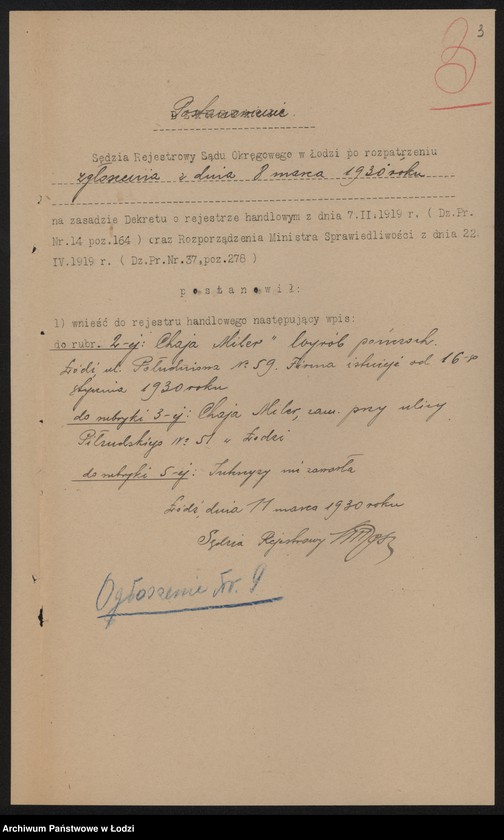 3
3
Postanowienie.
Sędzia Rejestrowy Sądu Okręgowego w Łodzi po rozpatrzeniu
zgłoszenia z dnia 8 marca 1930 roku
na zasadzie Dekretu o rejestrze handlowym z dnia 7.II.1919 r. ( Dz.Pr.
Nr.14 poz.164 ) oraz Rozporządzenia Ministra Sprawiedliwości z dnia 22.
IV.1919 r. ( Dz.Pr.Nr.37,poz.278 )
p o s t a n o w i ł:
1) wnieść do rejestru handlowego następujący wpis:
do rubr. 2-ej: Chaja Miler" Wyrób pończoch.
Łódź ul. Południowa № 59. Firma istnieje od 16-go
stycznia 1930 roku
do rubryki 3-ej: Chaja Miler, zam. przy ulicy
Piłsudskiego № 51 w Łodzi
do rubryki 5-ej: Intercyzy nie zawarła
Łódź, dnia 11 marca 1930 roku
Sędzia Rejestrowy
Ogłoszenie Nr. 9
Archiwum Państwowe w Łodzi